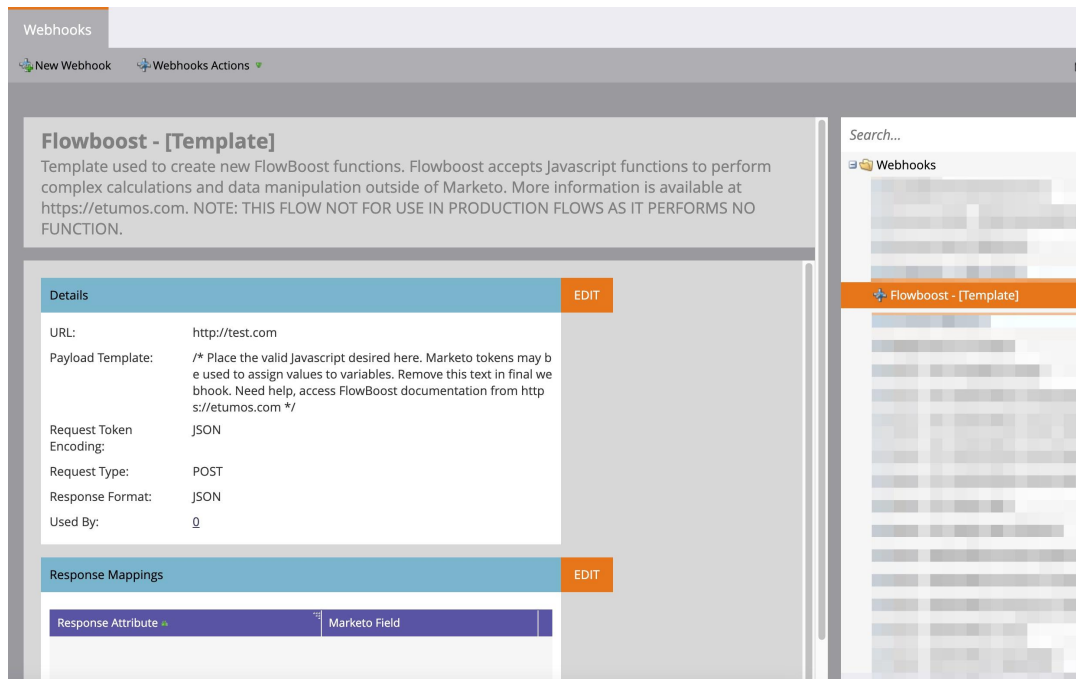 Webhooks
New Webhook
Webhooks Actions
Flowboost - [Template]
Template used to create new FlowBoost functions. Flowboost accepts Javascript functions to perform
complex calculations and data manipulation outside of Marketo. More information is available at
https://etumos.com. NOTE: THIS FLOW NOT FOR USE IN PRODUCTION FLOWS AS IT PERFORMS NO
FUNCTION.
Details
EDIT
URL: http://test.com
Payload Template: /* Place the valid Javascript desired here. Marketo tokens may b
e used to assign values to variables. Remove this text in final we
bhook. Need help, access FlowBoost documentation from http
s://etumos.com */
Request Token JSON
Encoding:
Request Type: POST
Response Format: JSON
Used By: 0
Response Mappings
EDIT
Response Attribute Marketo Field
Search...
Webhooks
Flowboost - [Template]